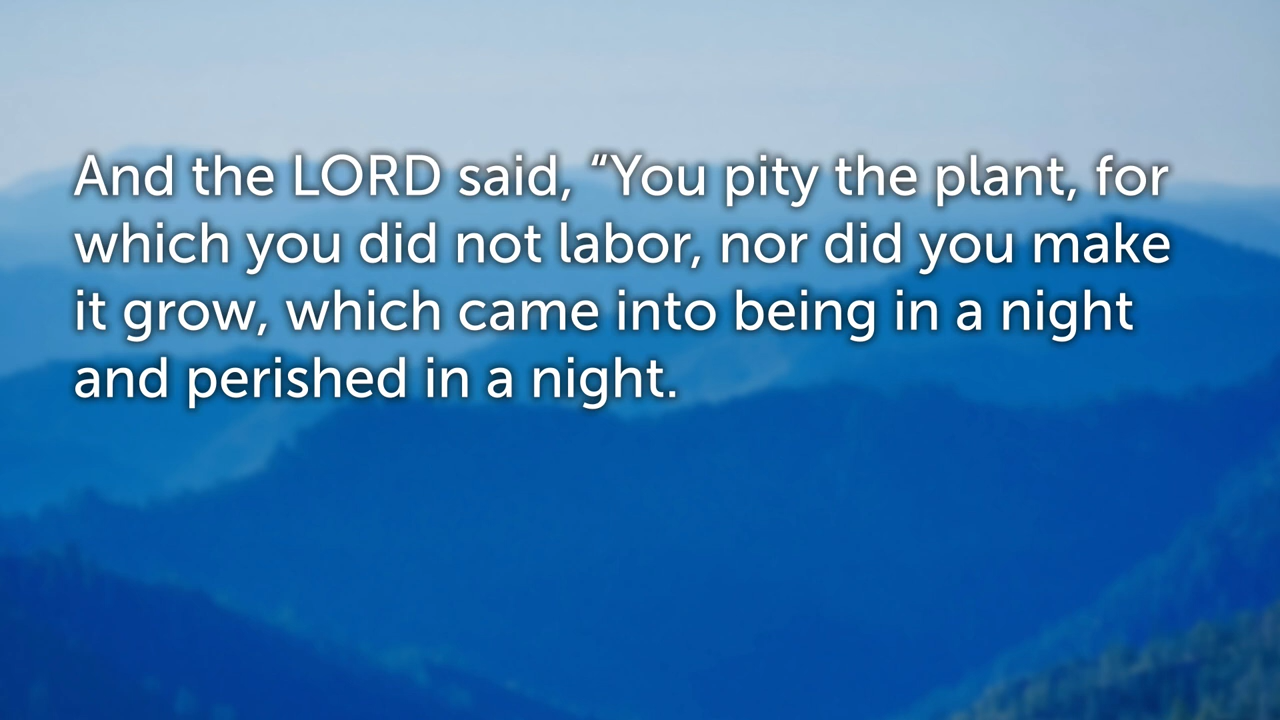 And the LORD said, “You pity the plant, for
which you did not labor, nor did you make
it grow, which came into being in a night
and perished in a night.